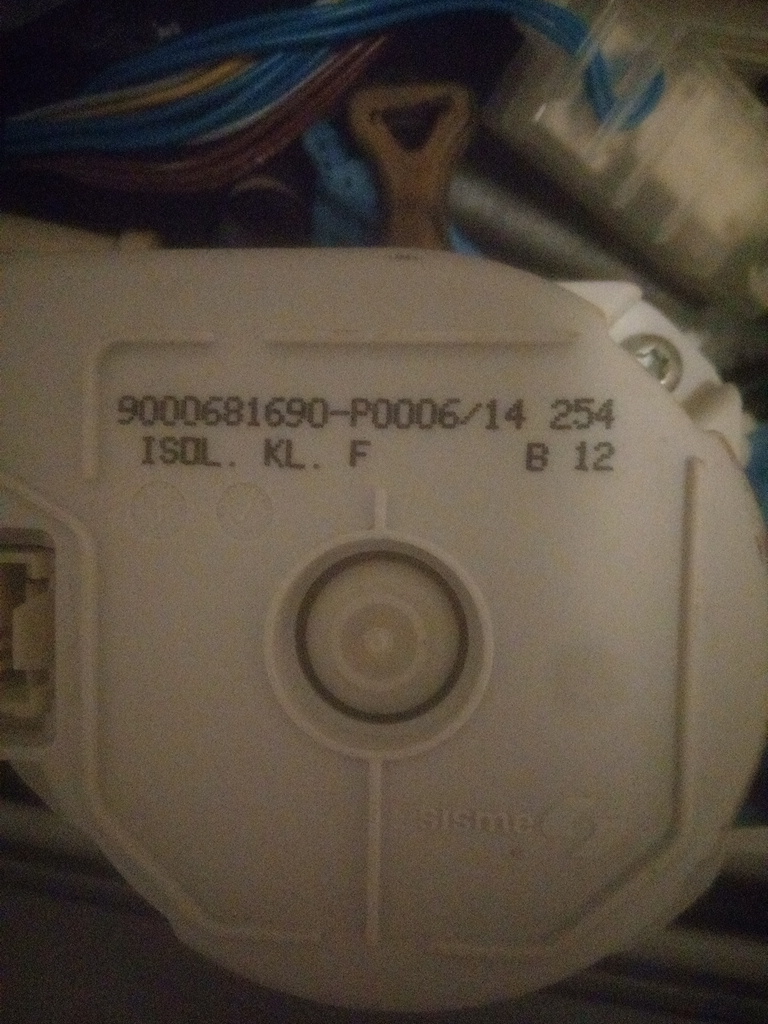 9000681690-P0006/14 254
ISOL. KL. F B 12
sisme